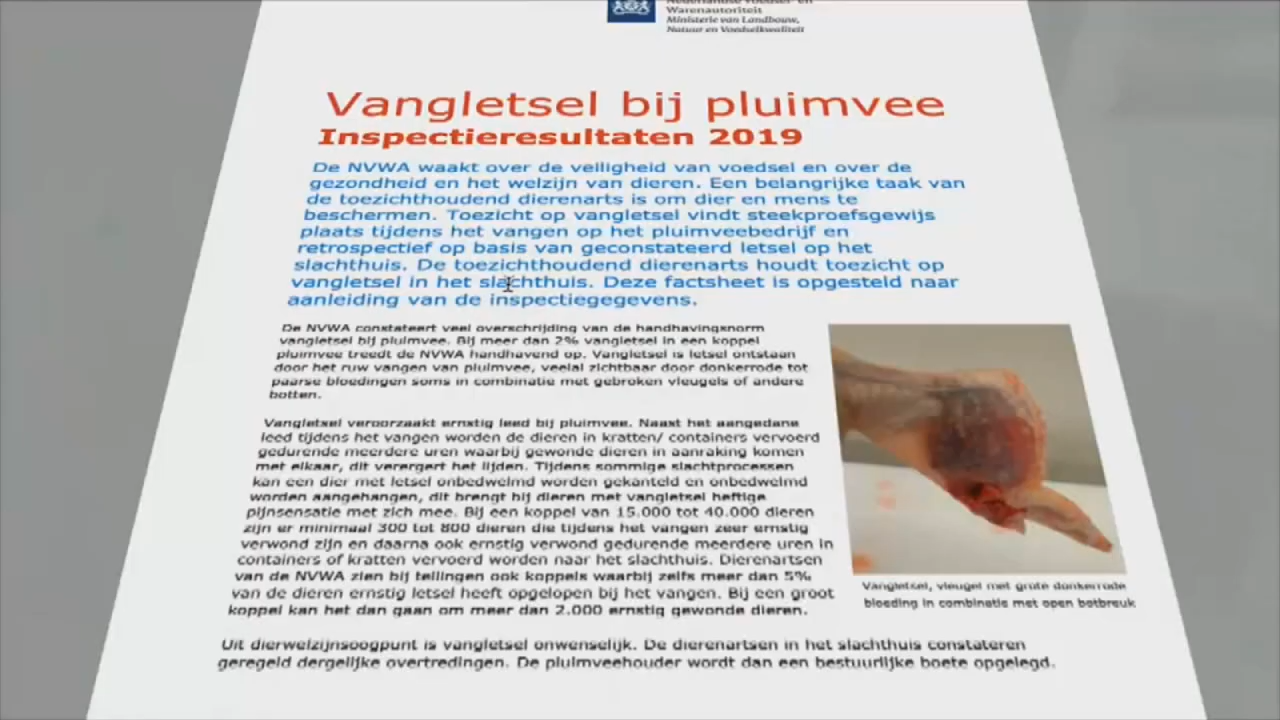 Nederlandse Voedsel- en
Warenautoriteit
Ministerie van Landbouw,
Natuur en Voedselkwaliteit
Vangletsel bij pluimvee
Inspectieresultaten 2019
De NVWA waakt over de veiligheid van voedsel en over de
gezondheid en het welzijn van dieren. Een belangrijke taak van
de toezichthoudend dierenarts is om dier en mens te
beschermen. Toezicht op vangletsel vindt steekproefsgewijs
plaats tijdens het vangen op het pluimveebedrijf en
retrospectief op basis van geconstateerd letsel op het
slachthuis. De toezichthoudend dierenarts houdt toezicht op
vangletsel in het slachthuis. Deze factsheet is opgesteld naar
aanleiding van de inspectiegegevens.
De NVWA constateert veel overschrijding van de handhavingsnorm
vangletsel bij pluimvee. Bij meer dan 2% vangletsel in een koppel
pluimvee treedt de NVWA handhavend op. Vangletsel is letsel ontstaan
door het ruw vangen van pluimvee, veelal zichtbaar door donkerrode tot
paarse bloedingen soms in combinatie met gebroken vleugels of andere
botten.
Vangletsel veroorzaakt ernstig leed bij pluimvee. Naast het aangedane
leed tijdens het vangen worden de dieren in kratten/ containers vervoerd
gedurende meerdere uren waarbij gewonde dieren in aanraking komen
met elkaar, dit verergert het lijden. Tijdens sommige slachtprocessen
kan een dier met letsel onbedwelmd worden gekanteld en onbedwelmd
worden aangehangen, dit brengt bij dieren met vangletsel heftige
pijnsensatie met zich mee. Bij een koppel van 15.000 tot 40.000 dieren
zijn er minimaal 300 tot 800 dieren die tijdens het vangen zeer ernstig
verwond zijn en daarna ook ernstig verwond gedurende meerdere uren in
containers of kratten vervoerd worden naar het slachthuis. Dierenartsen
van de NVWA zien bij tellingen ook koppels waarbij zelfs meer dan 5%
van de dieren ernstig letsel heeft opgelopen bij het vangen. Bij een groot
koppel kan het dan gaan om meer dan 2.000 ernstig gewonde dieren.
Vangletsel, vleugel met grote donkerrode
bloeding in combinatie met open botbreuk
Uit dierwelzijnsoogpunt is vangletsel onwenselijk. De dierenartsen in het slachthuis constateren
geregeld dergelijke overtredingen. De pluimveehouder wordt dan een bestuurlijke boete opgelegd.